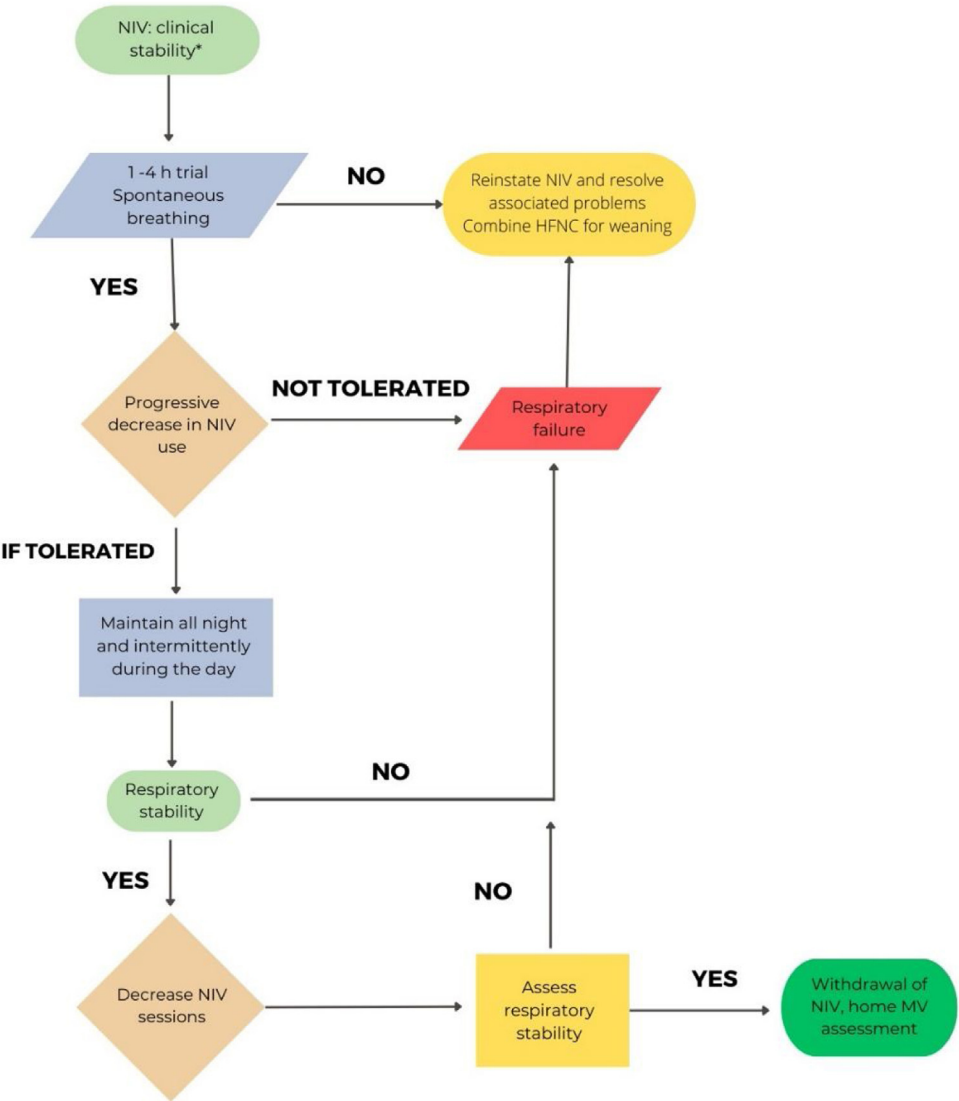 NIV: clinical
stability*
1 -4 h trial
Spontaneous
breathing
NO
Reinstate NIV and resolve
associated problems
Combine HFNC for weaning
YES
Progressive
decrease in NIV
use
NOT TOLERATED
Respiratory
failure
IF TOLERATED
Maintain all night
and intermittently
during the day
Respiratory
stability
NO
YES
Decrease NIV
sessions
NO
Assess
respiratory
stability
YES
Withdrawal of
NIV, home MV
assessment